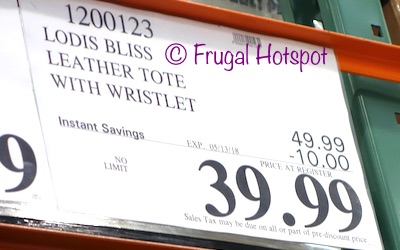 1200123
LODIS BLISS
© Frugal Hotspot
LEATHER TOTE
WITH WRISTLET
Instant Savings
EXP. 05/13/18
49.99
-10.00
NO
LIMIT
PRICE AT REGISTER
39.99
Sales Tax may be due on all or part of pre-discount price
9